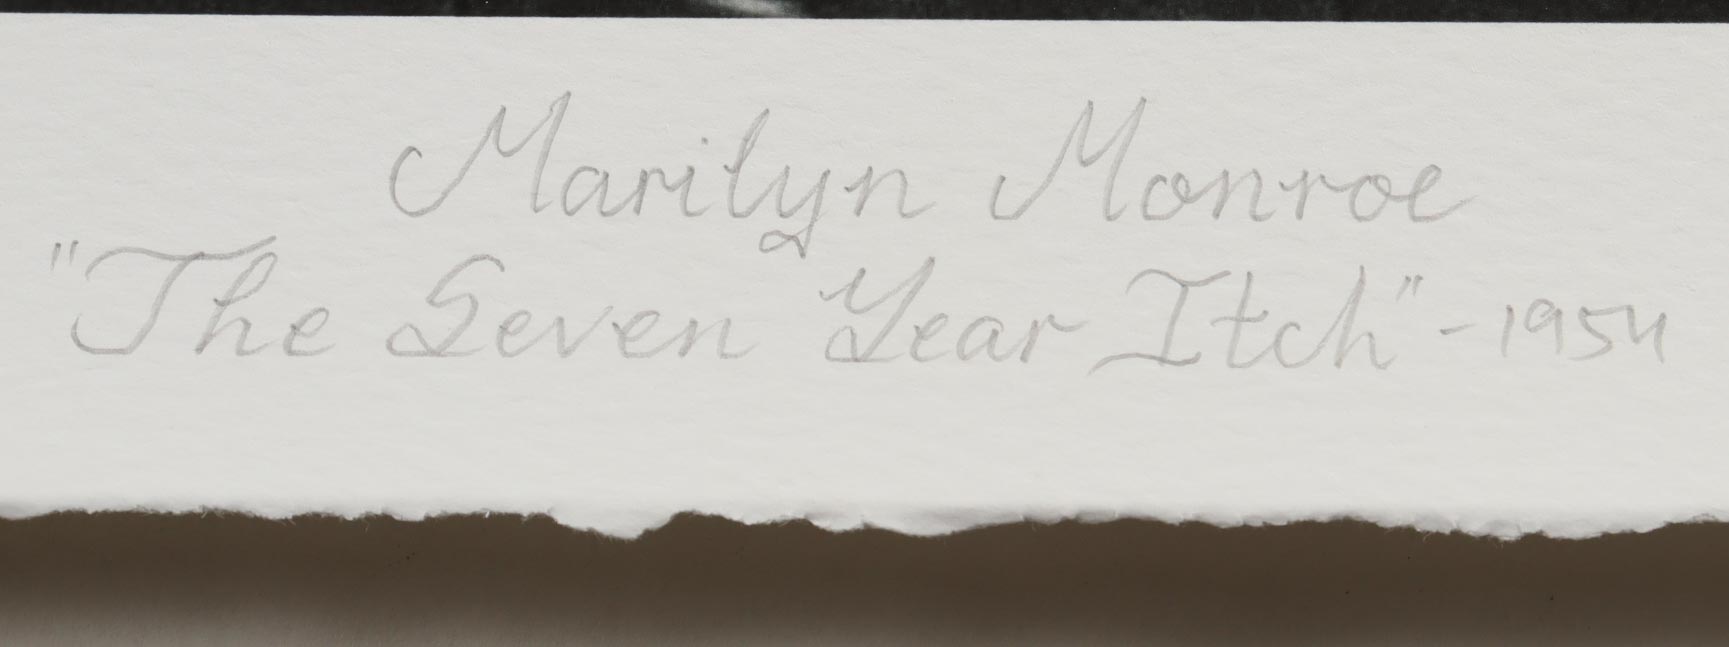 Marilyn Monroe
"The Seven Year Itch" - 1954